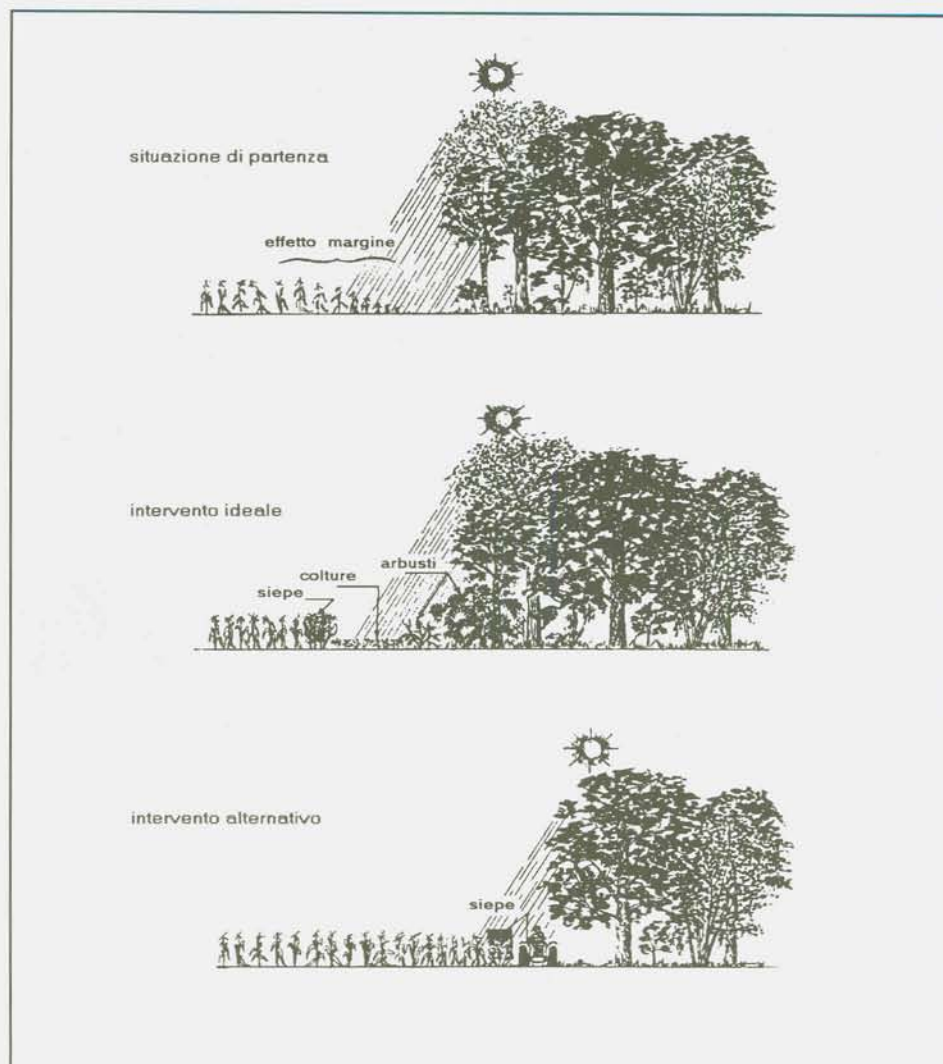 situazione di partenza
effetto margine
intervento ideale
arbusti
colture
siepe
intervento alternativo
siepe